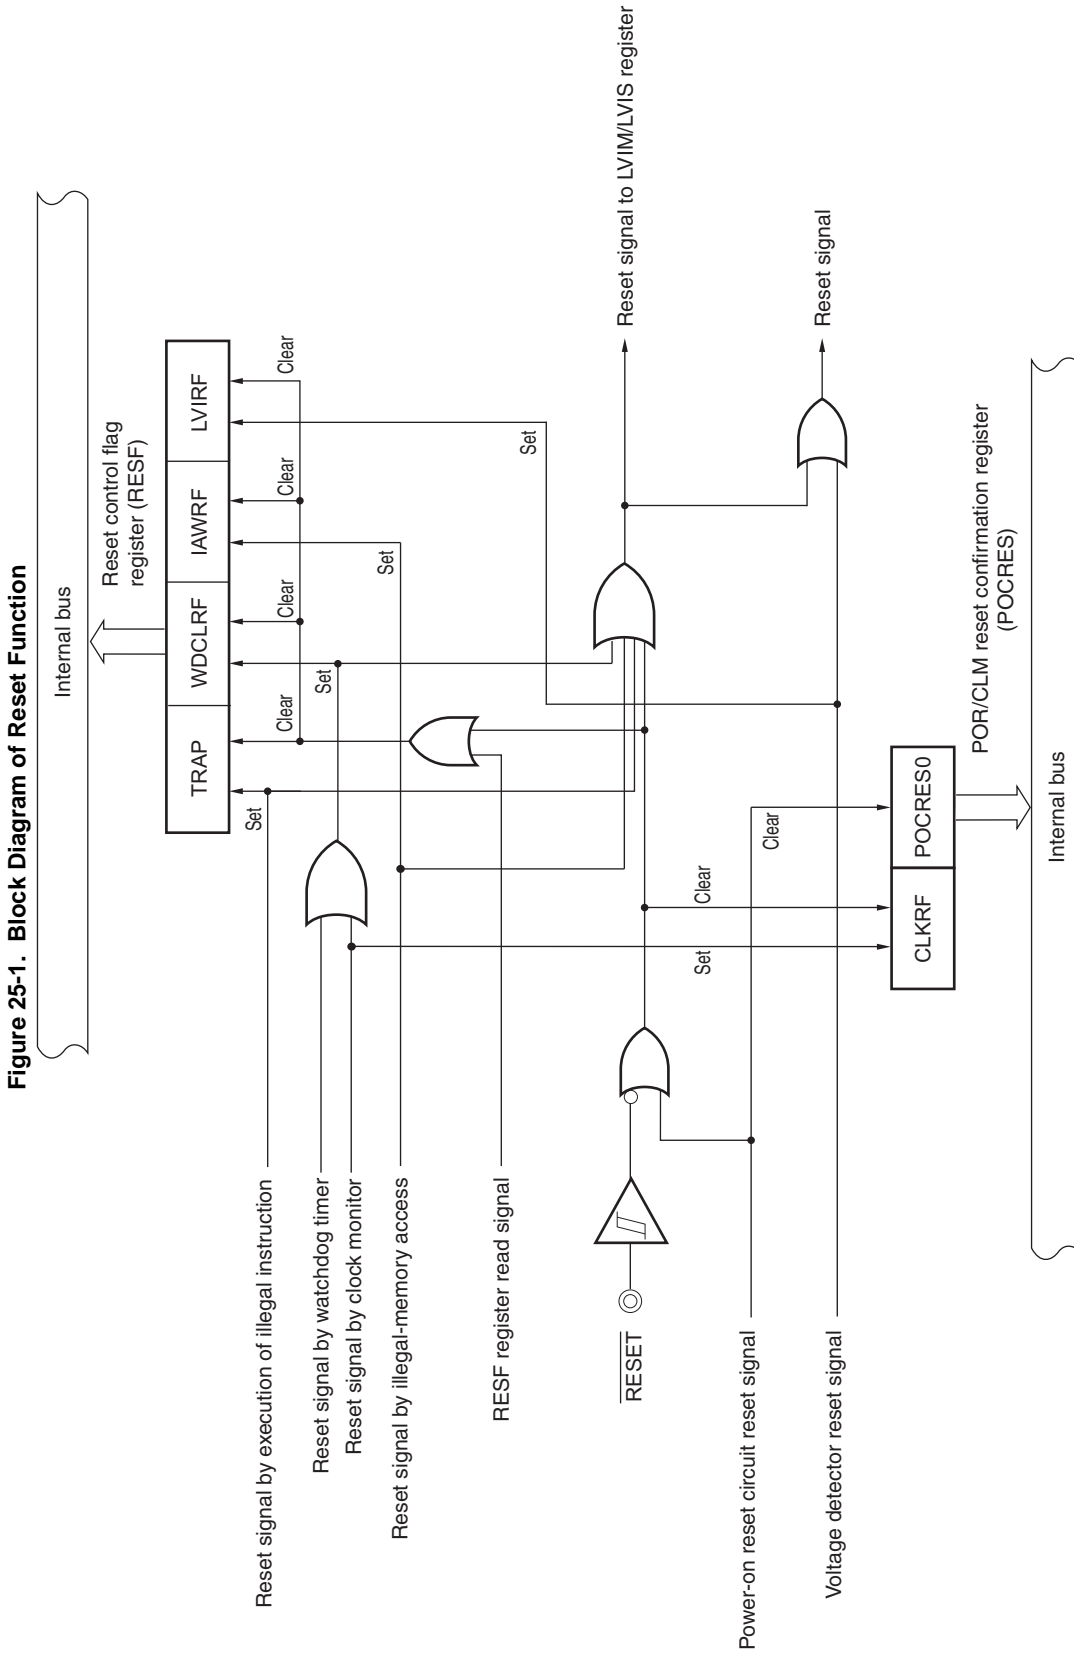 Figure 25-1. Block Diagram of Reset Function
Internal bus
Reset control flag
register (RESF)
TRAP
WDCLRF
IAWRF
LVIRF
Set
Clear
Set
Clear
Set
Clear
Set
Clear
Reset signal by execution of illegal instruction
Reset signal by watchdog timer
Reset signal by clock monitor
Reset signal by illegal-memory access
RESF register read signal
RESET
Reset signal to LVIM/LVIS register
Set
Clear
Clear
Power-on reset circuit reset signal
Voltage detector reset signal
Reset signal
CLKRF
POCRES0
POR/CLM reset confirmation register
(POCRES)
Internal bus